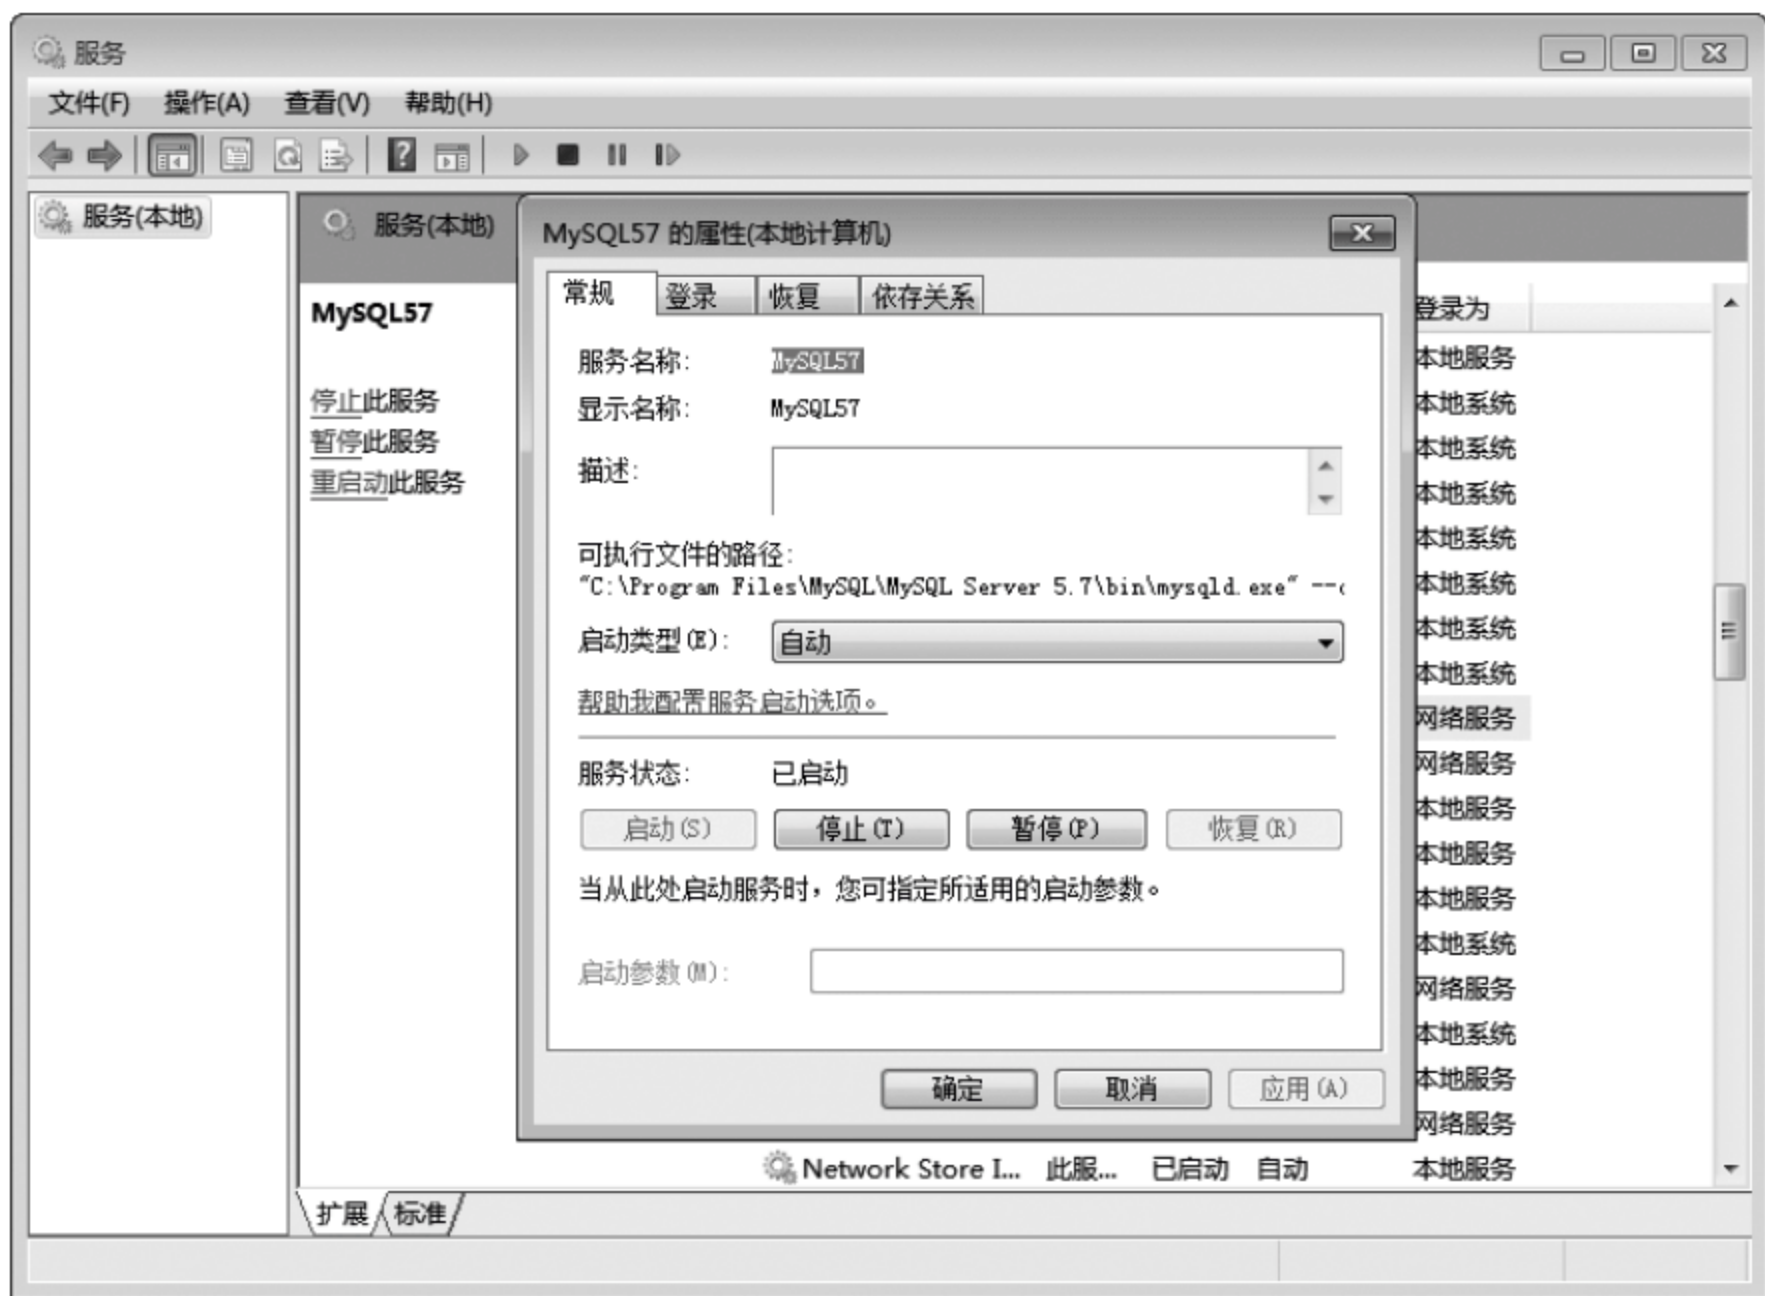 服务
文件(F) 操作(A) 查看(V) 帮助(H)
服务(本地)
服务(本地)
MySQL57
停止此服务
暂停此服务
重启动此服务
MySQL57 的属性(本地计算机)
常规 登录 恢复 依存关系
服务名称: MySQL57
显示名称: MySQL57
描述:
可执行文件的路径:
"C:\Program Files\MySQL\MySQL Server 5.7\bin\mysqld.exe" --
启动类型(E): 自动
帮助我配置服务启动选项。
服务状态: 已启动
启动(S) 停止(T) 暂停(P) 恢复(R)
当从此处启动服务时，您可指定所适用的启动参数。
启动参数(M):
确定 取消 应用(A)
登录为
本地服务
本地系统
本地系统
本地系统
本地系统
本地系统
本地系统
本地系统
网络服务
网络服务
本地服务
本地服务
本地服务
本地系统
网络服务
本地系统
本地服务
网络服务
Network Store I... 此服... 已启动 自动 本地服务
扩展 标准